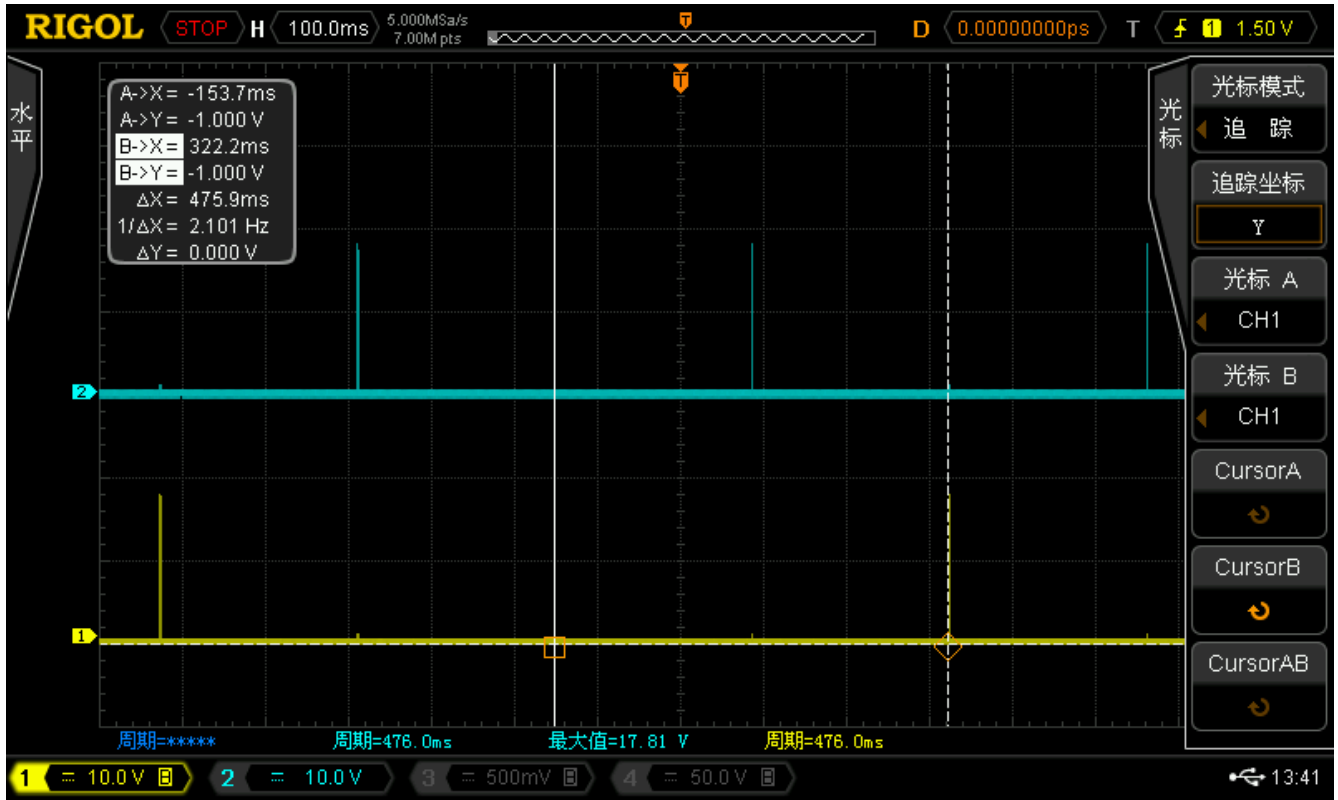 RIGOL STOP H 100.0ms 5.000MSa/s 7.00M pts T D 0.00000000ps T 1 1.50 V
水平
A->X= -153.7ms
A->Y= -1.000 V
B->X= 322.2ms
B->Y= -1.000 V
ΔX= 475.9ms
1/ΔX= 2.101 Hz
ΔY= 0.000 V
T
2
1
光标
光标模式
追 踪
追踪坐标
Y
光标 A
CH1
光标 B
CH1
CursorA
CursorB
CursorAB
周期=***** 周期=476.0ms 最大值=17.81 V 周期=476.0ms
1 = 10.0 V B 2 = 10.0 V 3 = 500mV B 4 = 50.0 V B 13:41